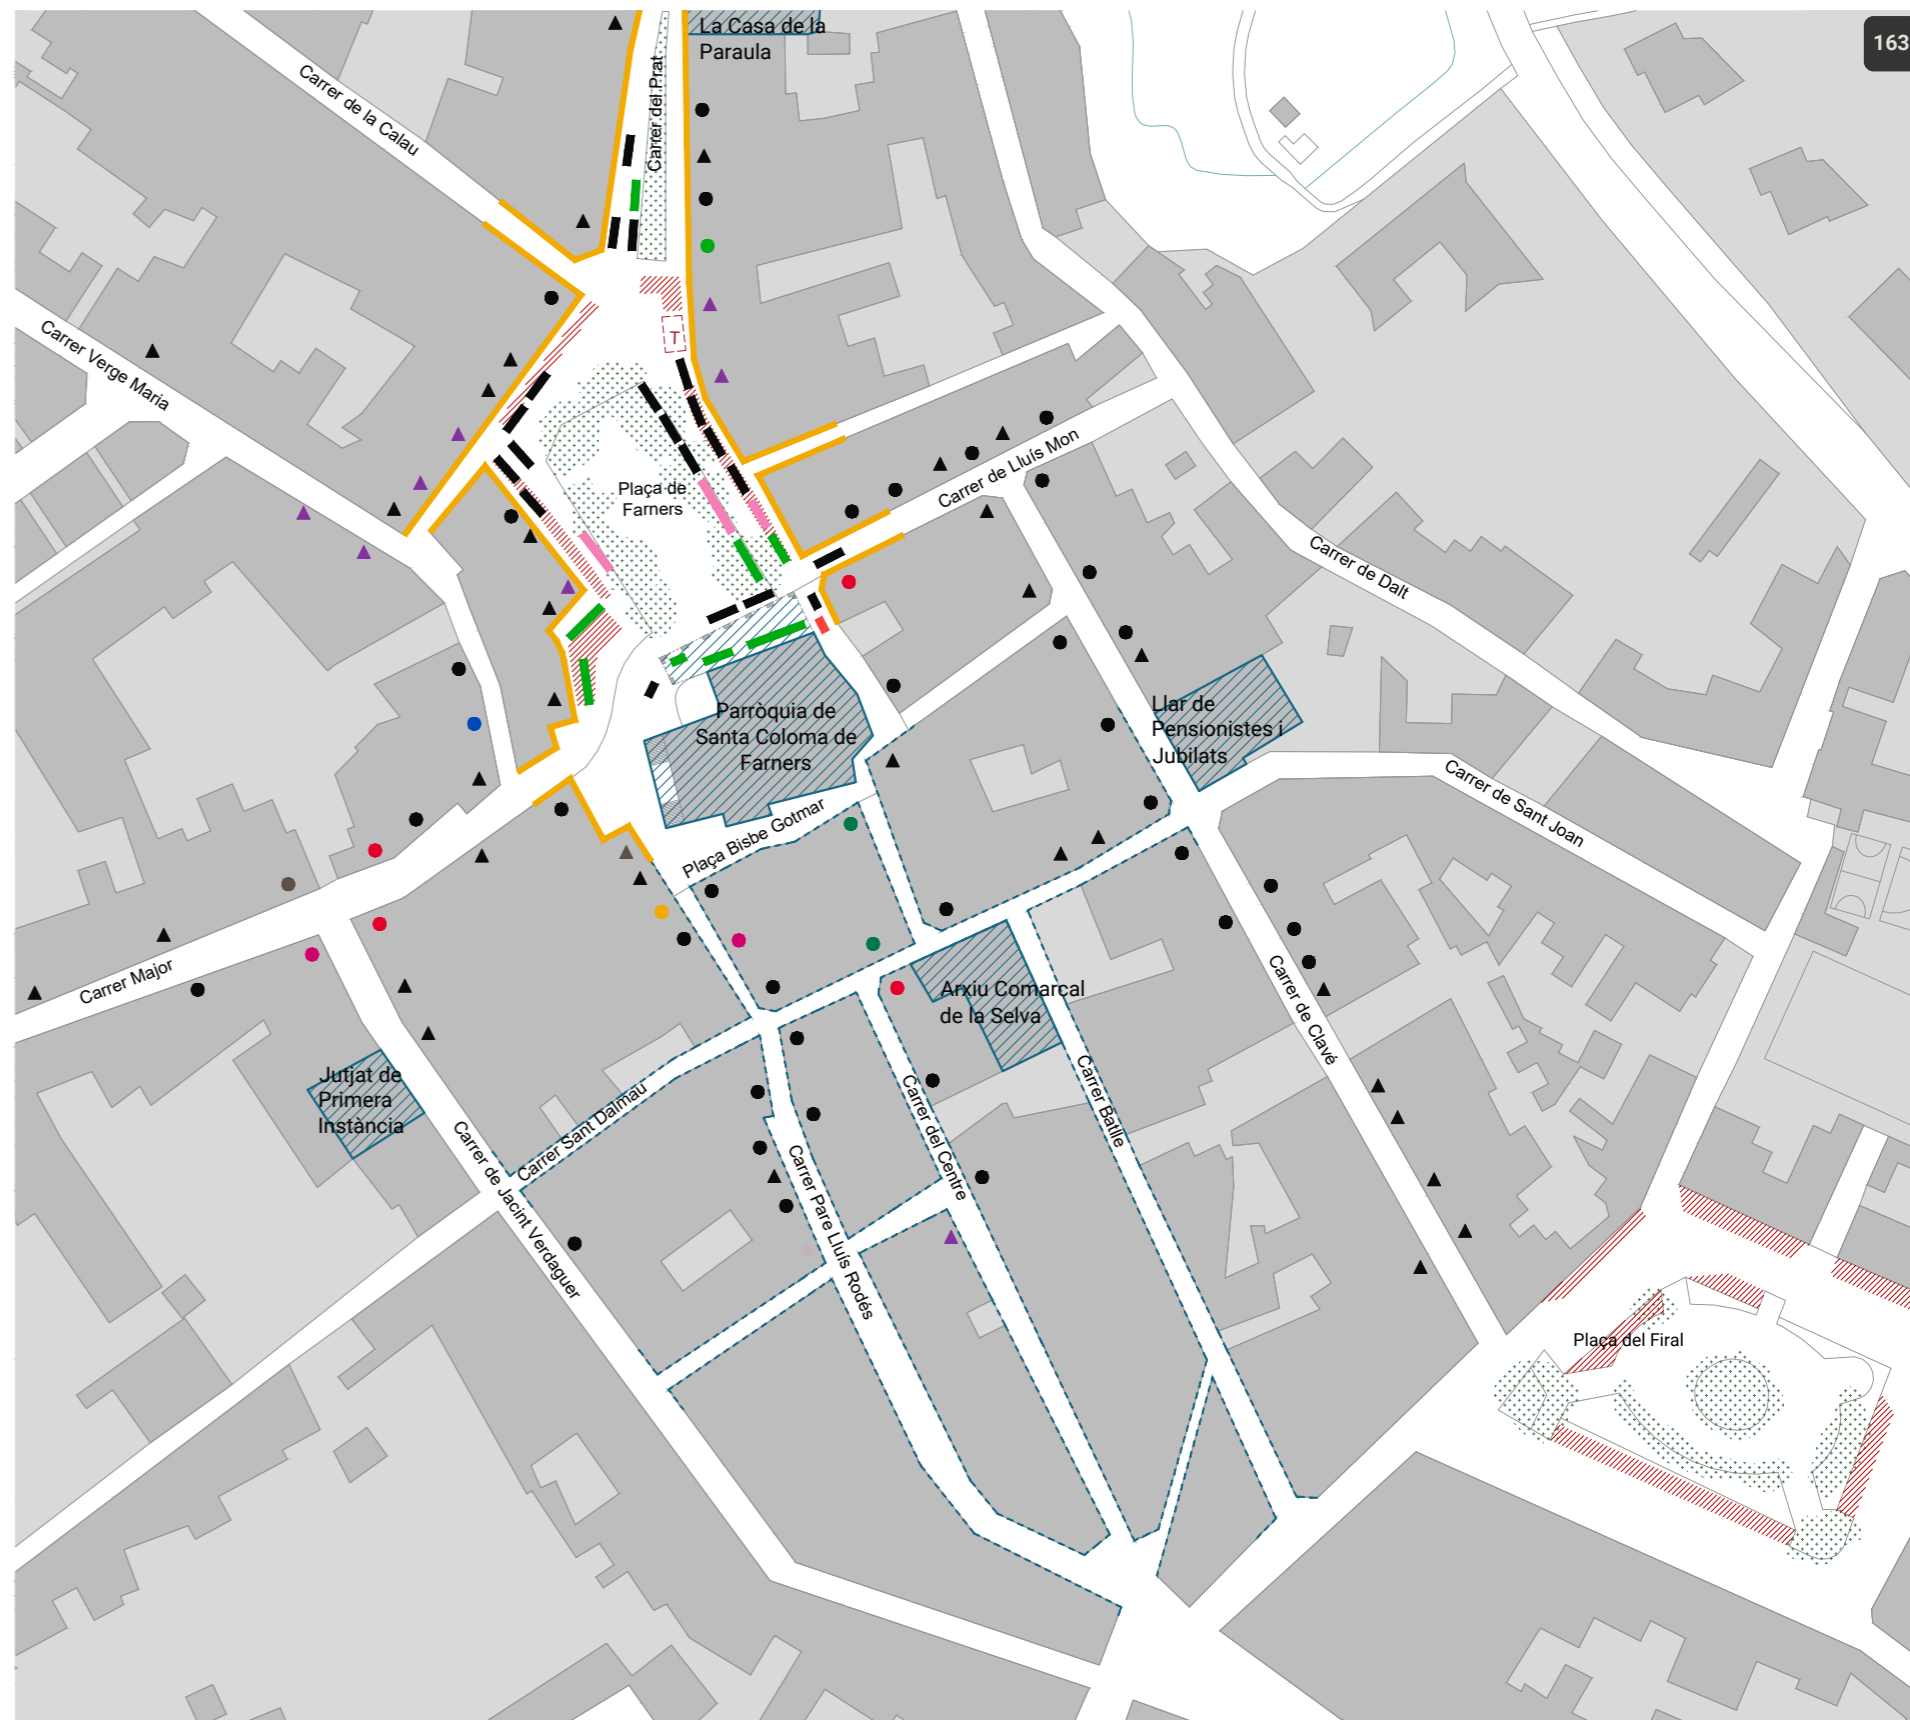 La Casa de la
Paraula
163
Carrer de la Calau
Carrer del Prat
Carrer Verge Maria
T
Plaça de
Farners
Carrer de Lluís Mon
Carrer de Dalt
Parròquia de
Santa Coloma de
Farners
Llar de
Pensionistes i
Jubilats
Carrer de Sant Joan
Plaça Bisbe Gotmar
Carrer Major
Arxiu Comarcal
de la Selva
Carrer de Clavé
Jutjat de
Primera
Instància
Carrer Sant Dalmau
Carrer de Jacint Verdaguer
Carrer Pare Lluís Rodés
Carrer del Centre
Carrer Batlle
Plaça del Firal